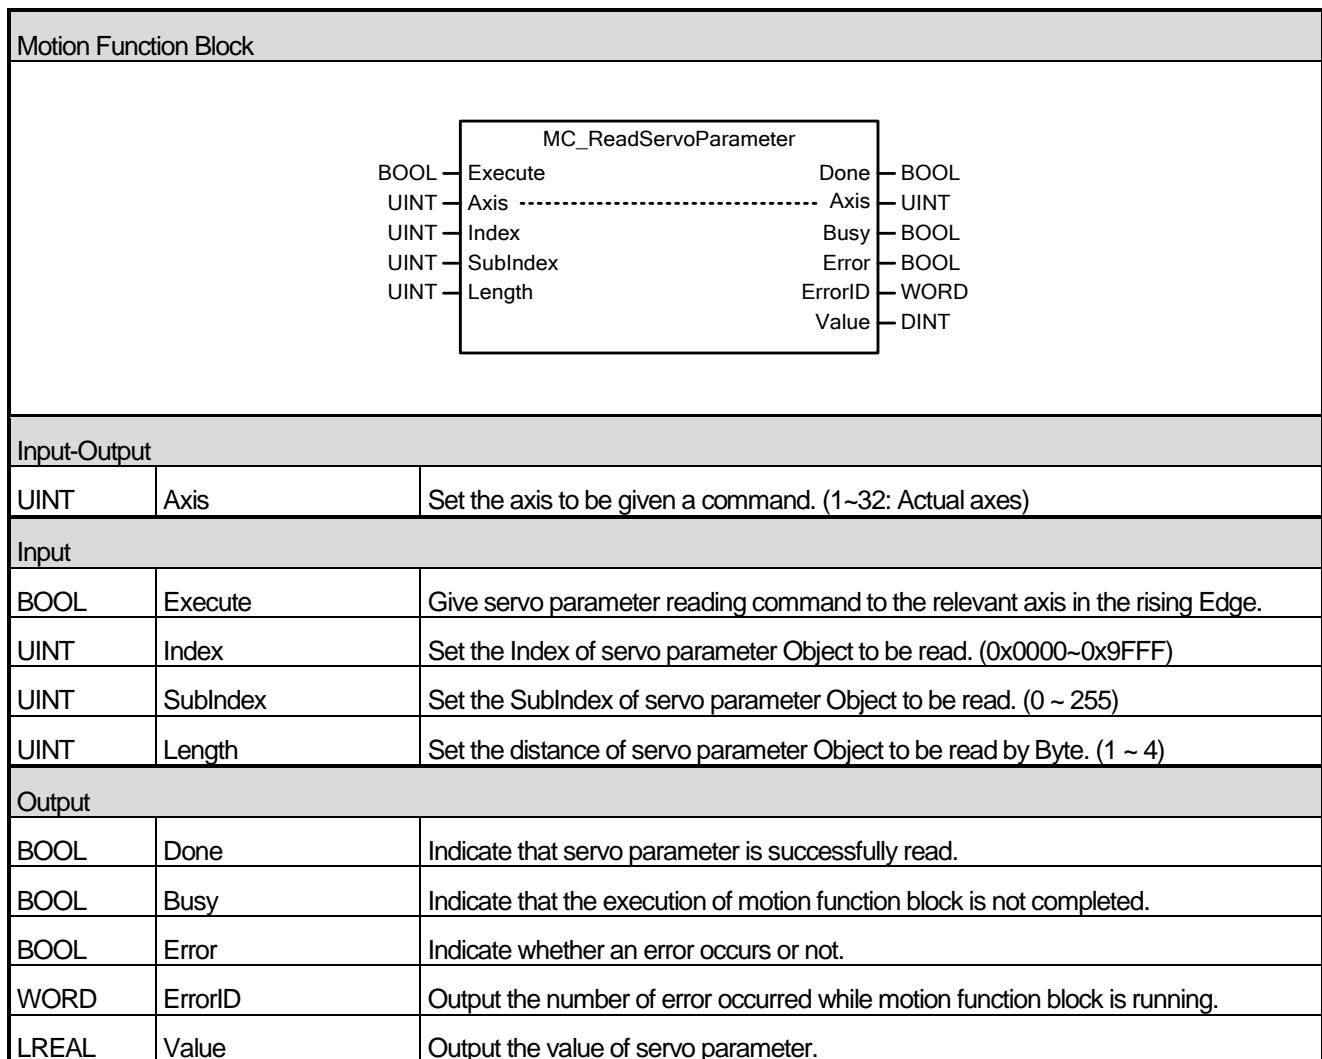 Motion Function Block
MC_ReadServoParameter
BOOL Execute Done BOOL
UINT Axis Axis UINT
UINT Index Busy BOOL
UINT SubIndex Error BOOL
UINT Length ErrorID WORD
Value DINT
Input-Output
UINT Axis Set the axis to be given a command. (1~32: Actual axes)
Input
BOOL Execute Give servo parameter reading command to the relevant axis in the rising Edge.
UINT Index Set the Index of servo parameter Object to be read. (0x0000~0x9FFF)
UINT SubIndex Set the SubIndex of servo parameter Object to be read. (0 ~ 255)
UINT Length Set the distance of servo parameter Object to be read by Byte. (1 ~ 4)
Output
BOOL Done Indicate that servo parameter is successfully read.
BOOL Busy Indicate that the execution of motion function block is not completed.
BOOL Error Indicate whether an error occurs or not.
WORD ErrorID Output the number of error occurred while motion function block is running.
LREAL Value Output the value of servo parameter.